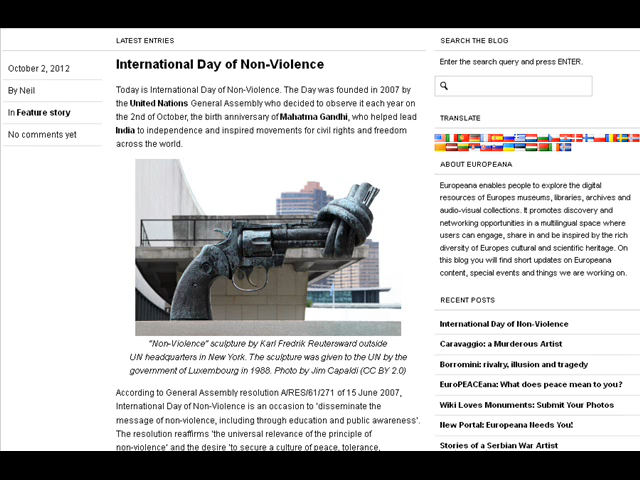 LATEST ENTRIES
October 2, 2012
By Neil
In Feature story
No comments yet
International Day of Non-Violence
Today is International Day of Non-Violence. The Day was founded in 2007 by
the United Nations General Assembly who decided to observe it each year on
the 2nd of October, the birth anniversary of Mahatma Gandhi, who helped lead
India to independence and inspired movements for civil rights and freedom
across the world.
"Non-Violence" sculpture by Karl Fredrik Reutersward outside
UN headquarters in New York. The sculpture was given to the UN by the
government of Luxembourg in 1988. Photo by Jim Capaldi (CC BY 2.0)
According to General Assembly resolution A/RES/61/271 of 15 June 2007,
International Day of Non-Violence is an occasion to 'disseminate the
message of non-violence, including through education and public awareness'.
The resolution reaffirms 'the universal relevance of the principle of
non-violence' and the desire 'to secure a culture of peace, tolerance,
SEARCH THE BLOG
Enter the search query and press ENTER.
TRANSLATE
ABOUT EUROPEANA
Europeana enables people to explore the digital
resources of Europes museums, libraries, archives and
audio-visual collections. It promotes discovery and
networking opportunities in a multilingual space where
users can engage, share in and be inspired by the rich
diversity of Europes cultural and scientific heritage. On
this blog you will find short updates on Europeana
content, special events and things we are working on.
RECENT POSTS
International Day of Non-Violence
Caravaggio: a Murderous Artist
Borromini: rivalry, illusion and tragedy
EuroPEACEana: What does peace mean to you?
Wiki Loves Monuments: Submit Your Photos
New Portal: Europeana Needs You!
Stories of a Serbian War Artist